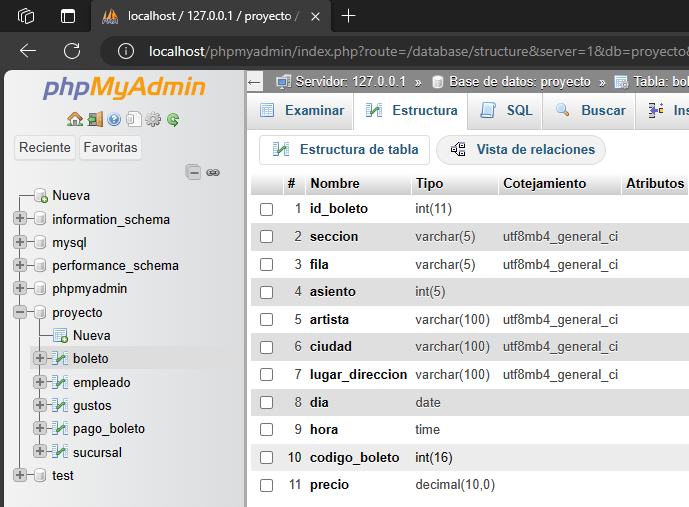 localhost / 127.0.0.1 / proyecto /
localhost/phpmyadmin/index.php?route=/database/structure&server=1&db=proyecto
phpMyAdmin
Reciente Favoritas
Nueva
information_schema
mysql
performance_schema
phpmyadmin
proyecto
Nueva
boleto
empleado
gustos
pago_boleto
sucursal
test
Servidor: 127.0.0.1 » Base de datos: proyecto » Tabla: bol
Examinar Estructura SQL Buscar Ins
Estructura de tabla Vista de relaciones
# Nombre Tipo Cotejamiento Atributos
1 id_boleto int(11)
2 seccion varchar(5) utf8mb4_general_ci
3 fila varchar(5) utf8mb4_general_ci
4 asiento int(5)
5 artista varchar(100) utf8mb4_general_ci
6 ciudad varchar(100) utf8mb4_general_ci
7 lugar_direccion varchar(100) utf8mb4_general_ci
8 dia date
9 hora time
10 codigo_boleto int(16)
11 precio decimal(10,0)